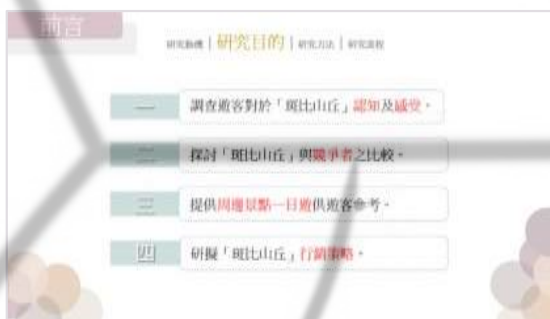 前言
研究動機 | 研究目的 | 研究方法 | 研究流程
一 調查遊客對於「斑比山丘」認知及感受。
二 探討「斑比山丘」與競爭者之比較。
三 提供周邊景點一日遊供遊客參考。
四 研擬「斑比山丘」行銷策略。